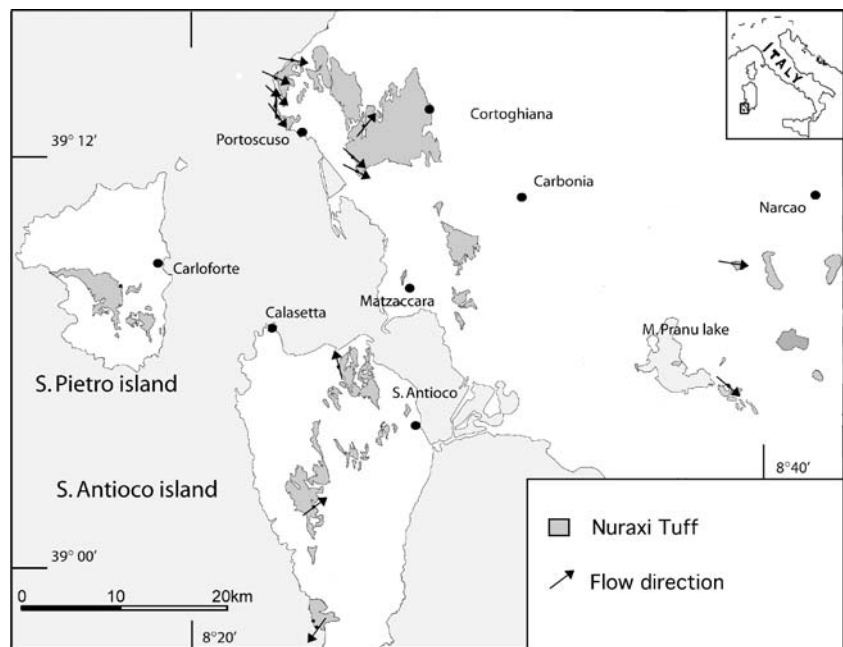 ITALY
Cortoghiana
Portoscuso
39° 12′
Carbonia
Narcao
Carloforte
Matzaccara
Calasetta
M. Pranu lake
S. Pietro island
S. Antioco
8°40′
S. Antioco island
Nuraxi Tuff
39° 00′
Flow direction
0 10 20km
8°20′